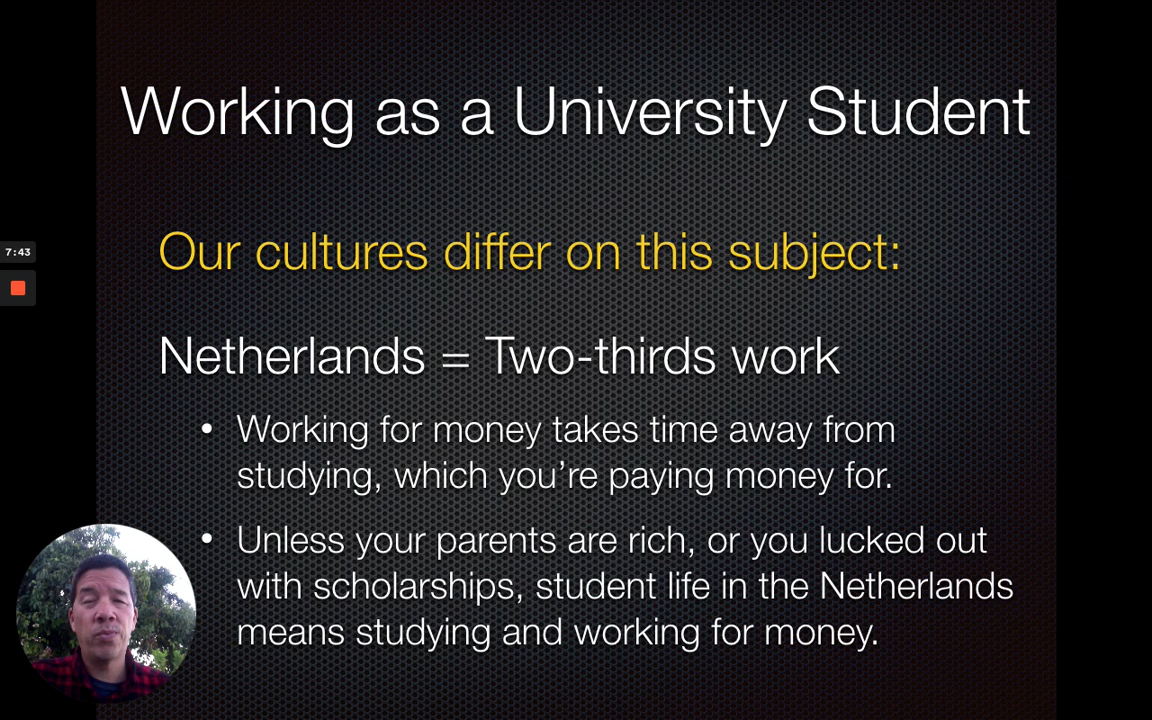 Working as a University Student
Our cultures differ on this subject:
7:43
Netherlands = Two-thirds work
• Working for money takes time away from
studying, which you’re paying money for.
• Unless your parents are rich, or you lucked out
with scholarships, student life in the Netherlands
means studying and working for money.